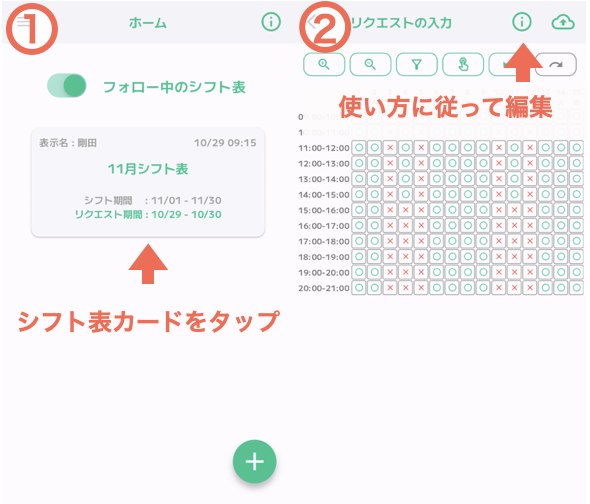 ①
ホーム
フォロー中のシフト表
表示名：剛田
10/29 09:15
11月シフト表
シフト期間 ：11/01 - 11/30
リクエスト期間：10/29 - 10/30
シフト表カードをタップ
②
リクエストの入力
使い方に従って編集
11:00-12:00 ○ ○ × ○ × ○ ○ ○ ○ × ○ × ○ ○ ○
12:00-13:00 ○ ○ × ○ × ○ ○ ○ ○ × ○ × ○ ○ ○
13:00-14:00 ○ ○ × ○ × ○ ○ ○ ○ × ○ × ○ ○ ○
14:00-15:00 ○ ○ × ○ × ○ ○ ○ ○ × ○ × ○ ○ ○
15:00-16:00 ○ ○ × × × ○ ○ ○ ○ × × × ○ ○ ○
16:00-17:00 ○ ○ × × × ○ ○ ○ ○ × × × ○ ○ ○
17:00-18:00 ○ ○ × × × ○ ○ ○ ○ × × × ○ ○ ○
18:00-19:00 ○ ○ × × × ○ ○ ○ ○ × × × ○ ○ ○
19:00-20:00 ○ ○ × × × ○ ○ ○ ○ × × × ○ ○ ○
20:00-21:00 ○ ○ × × × ○ ○ ○ ○ × × × ○ ○ ○